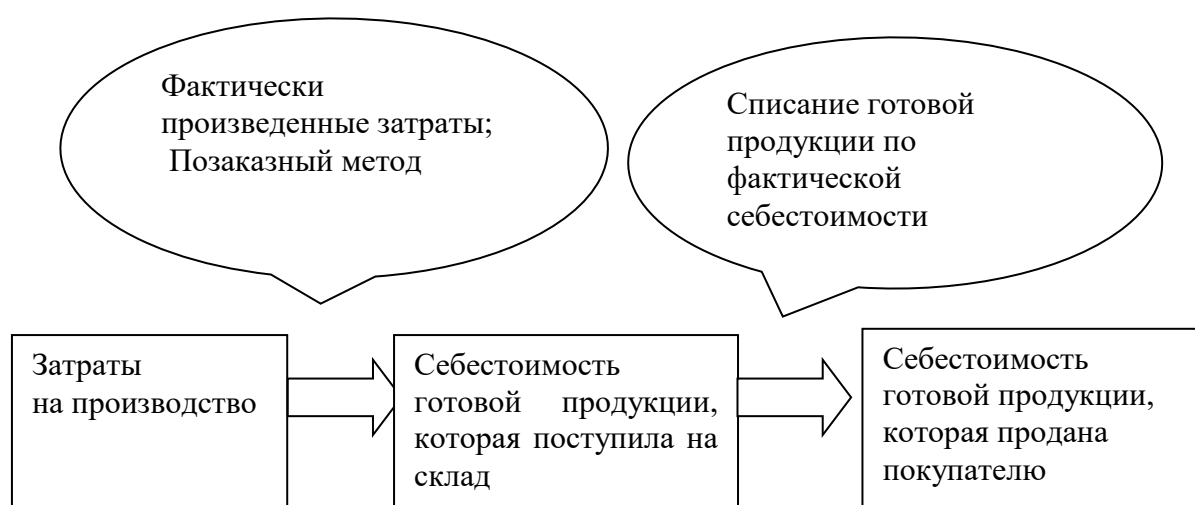 Фактически
произведенные затраты;
Позаказный метод
Списание готовой
продукции по
фактической
себестоимости
Затраты
на производство
Себестоимость
готовой продукции,
которая поступила на
склад
Себестоимость
готовой продукции,
которая продана
покупателю